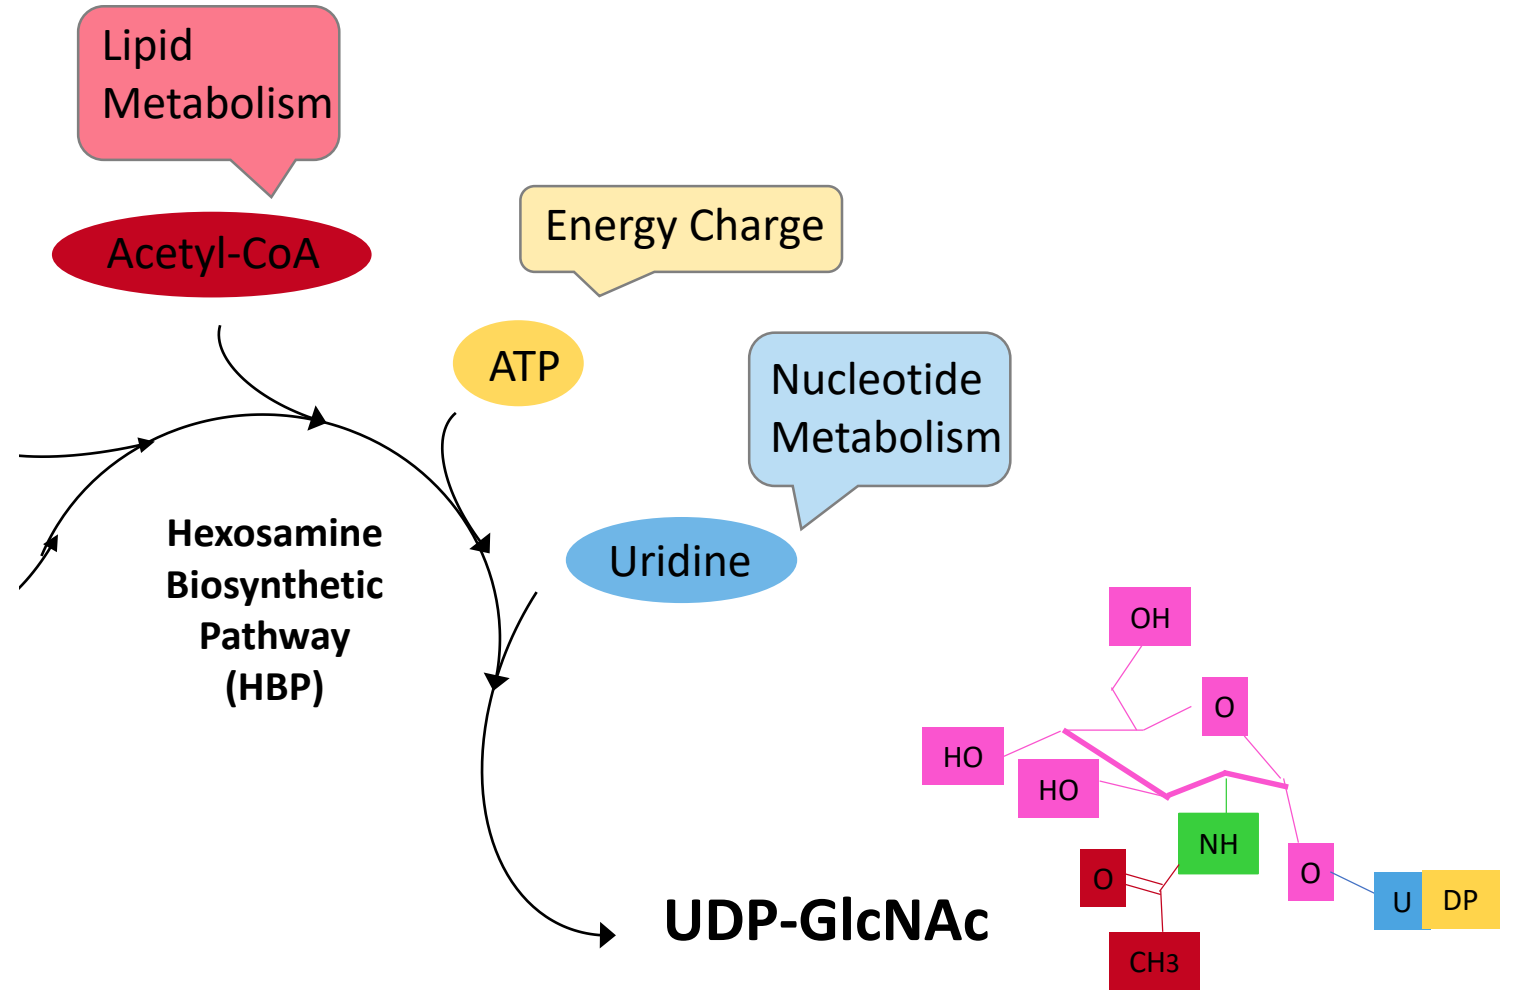 Lipid
Metabolism
Acetyl-CoA
Energy Charge
ATP
Nucleotide
Metabolism
Uridine
Hexosamine
Biosynthetic
Pathway
(HBP)
UDP-GlcNAc
OH
O
HO
HO
NH
O
O
U
DP
CH3